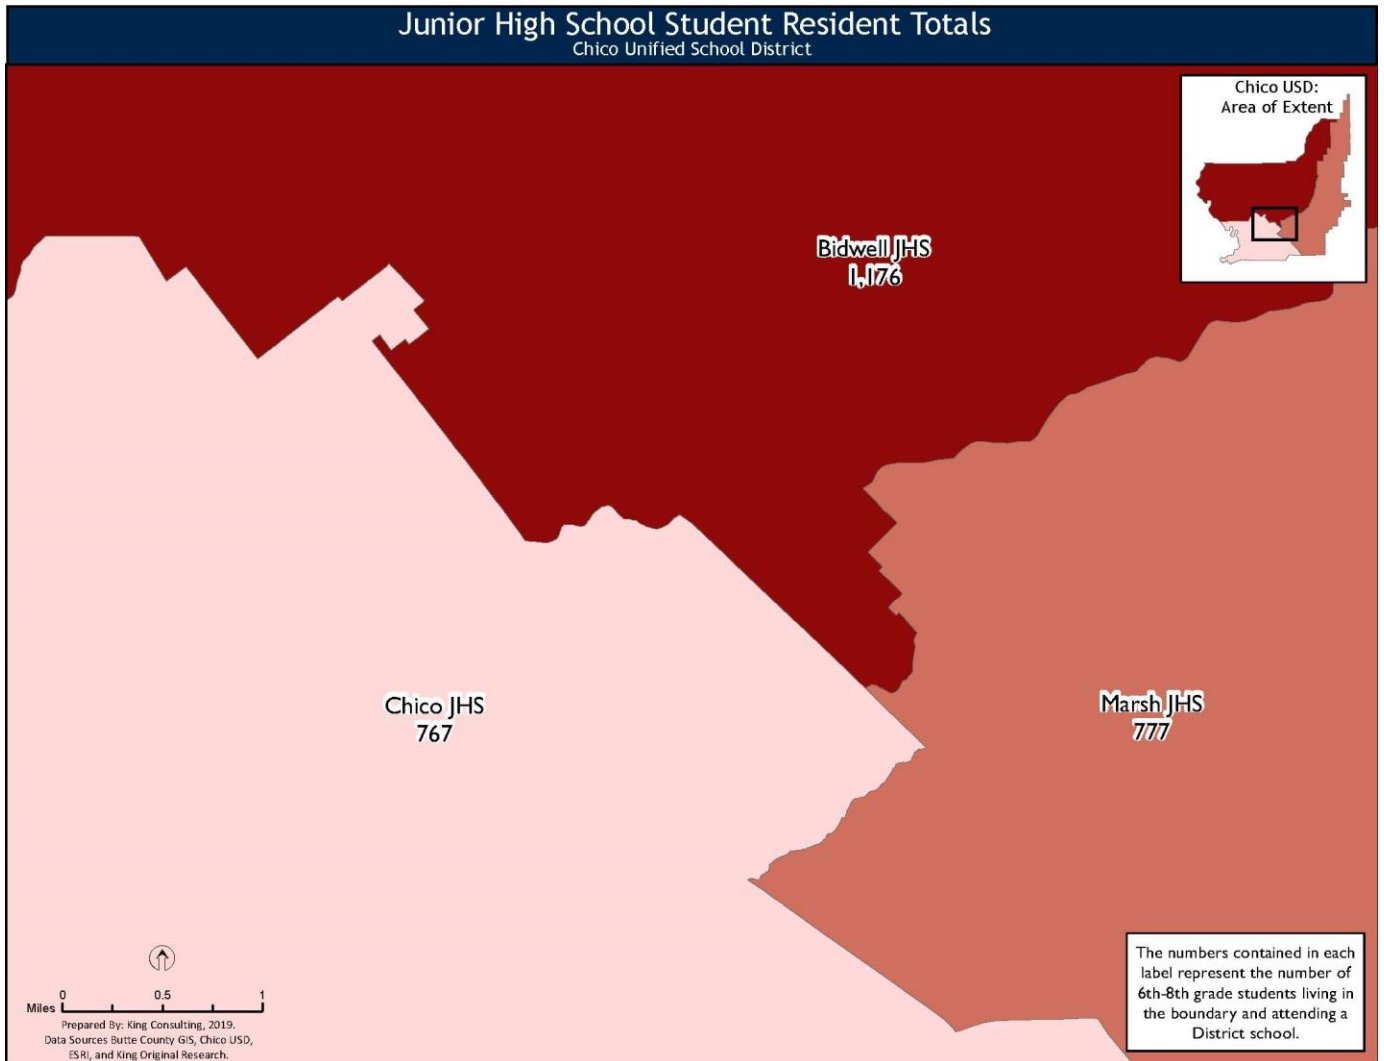 Junior High School Student Resident Totals
Chico Unified School District
Chico USD:
Area of Extent
Bidwell JHS
1,176
Chico JHS
767
Marsh JHS
777
The numbers contained in each
label represent the number of
6th-8th grade students living in
the boundary and attending a
District school.
0 0.5 1
Miles
Prepared By: King Consulting, 2019.
Data Sources Butte County GIS, Chico USD,
ESRI, and King Original Research.